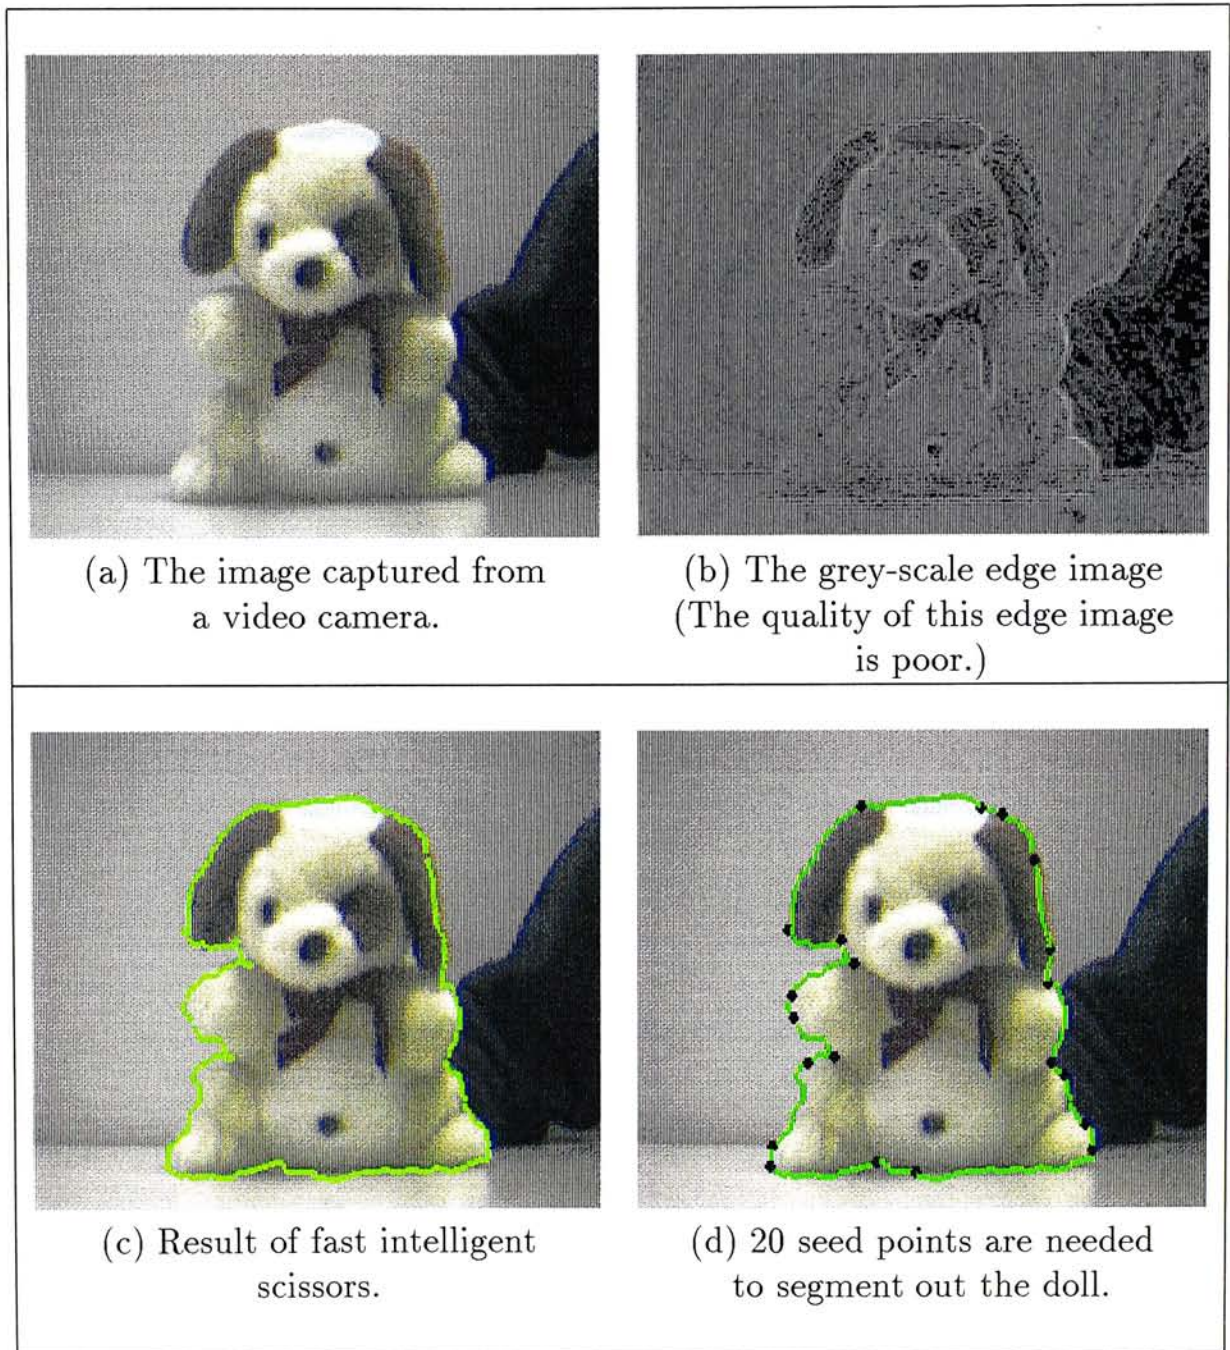 (a) The image captured from
a video camera.
(b) The grey-scale edge image
(The quality of this edge image
is poor.)
(c) Result of fast intelligent
scissors.
(d) 20 seed points are needed
to segment out the doll.